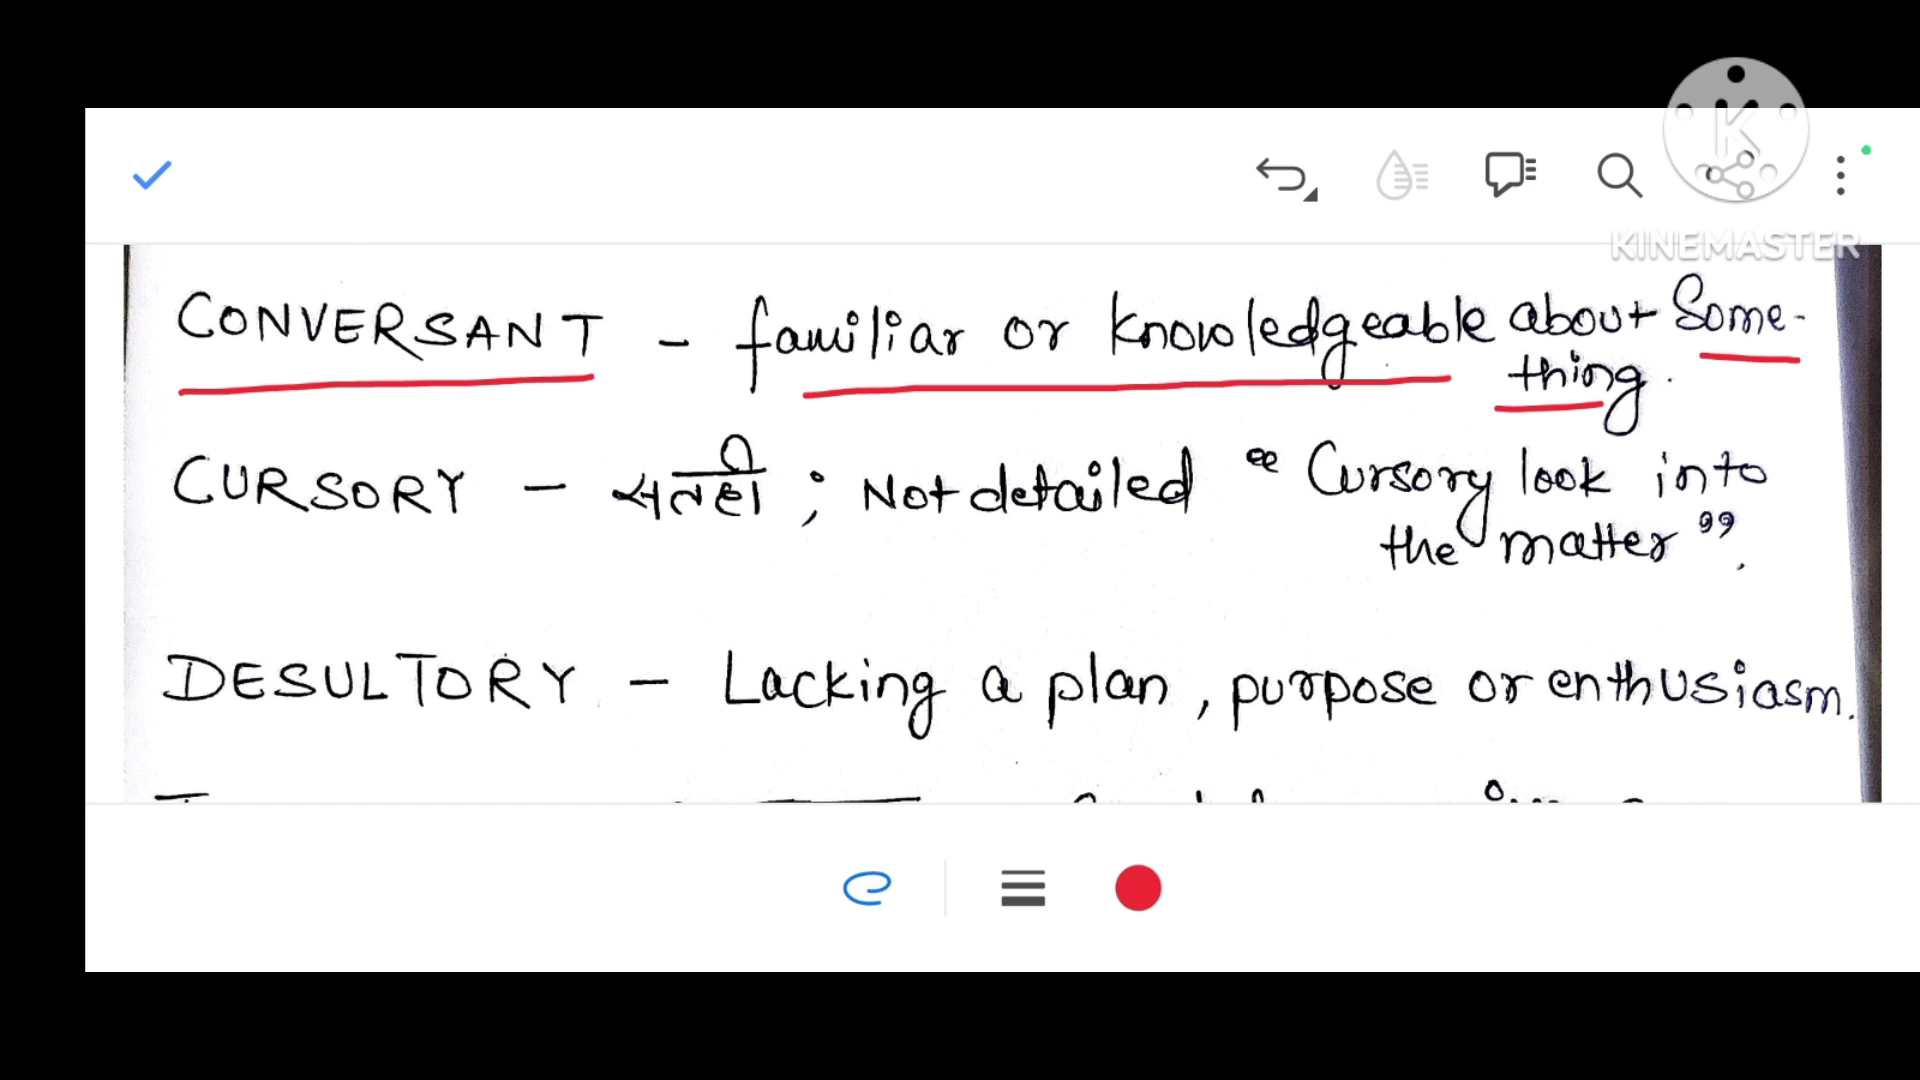 KINEMASTER
CONVERSANT - familiar or knowledgeable about Some-
thing.
CURSORY - सतही ; Not detailed "Cursory look into
the matter".
DESULTORY - Lacking a plan, purpose or enthusiasm.